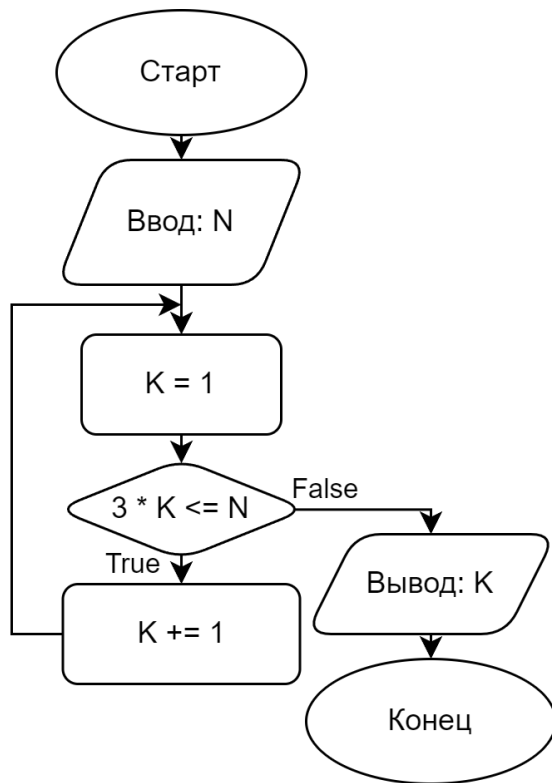 Старт
Ввод: N
K = 1
3 * K <= N
False
True
K += 1
Вывод: K
Конец